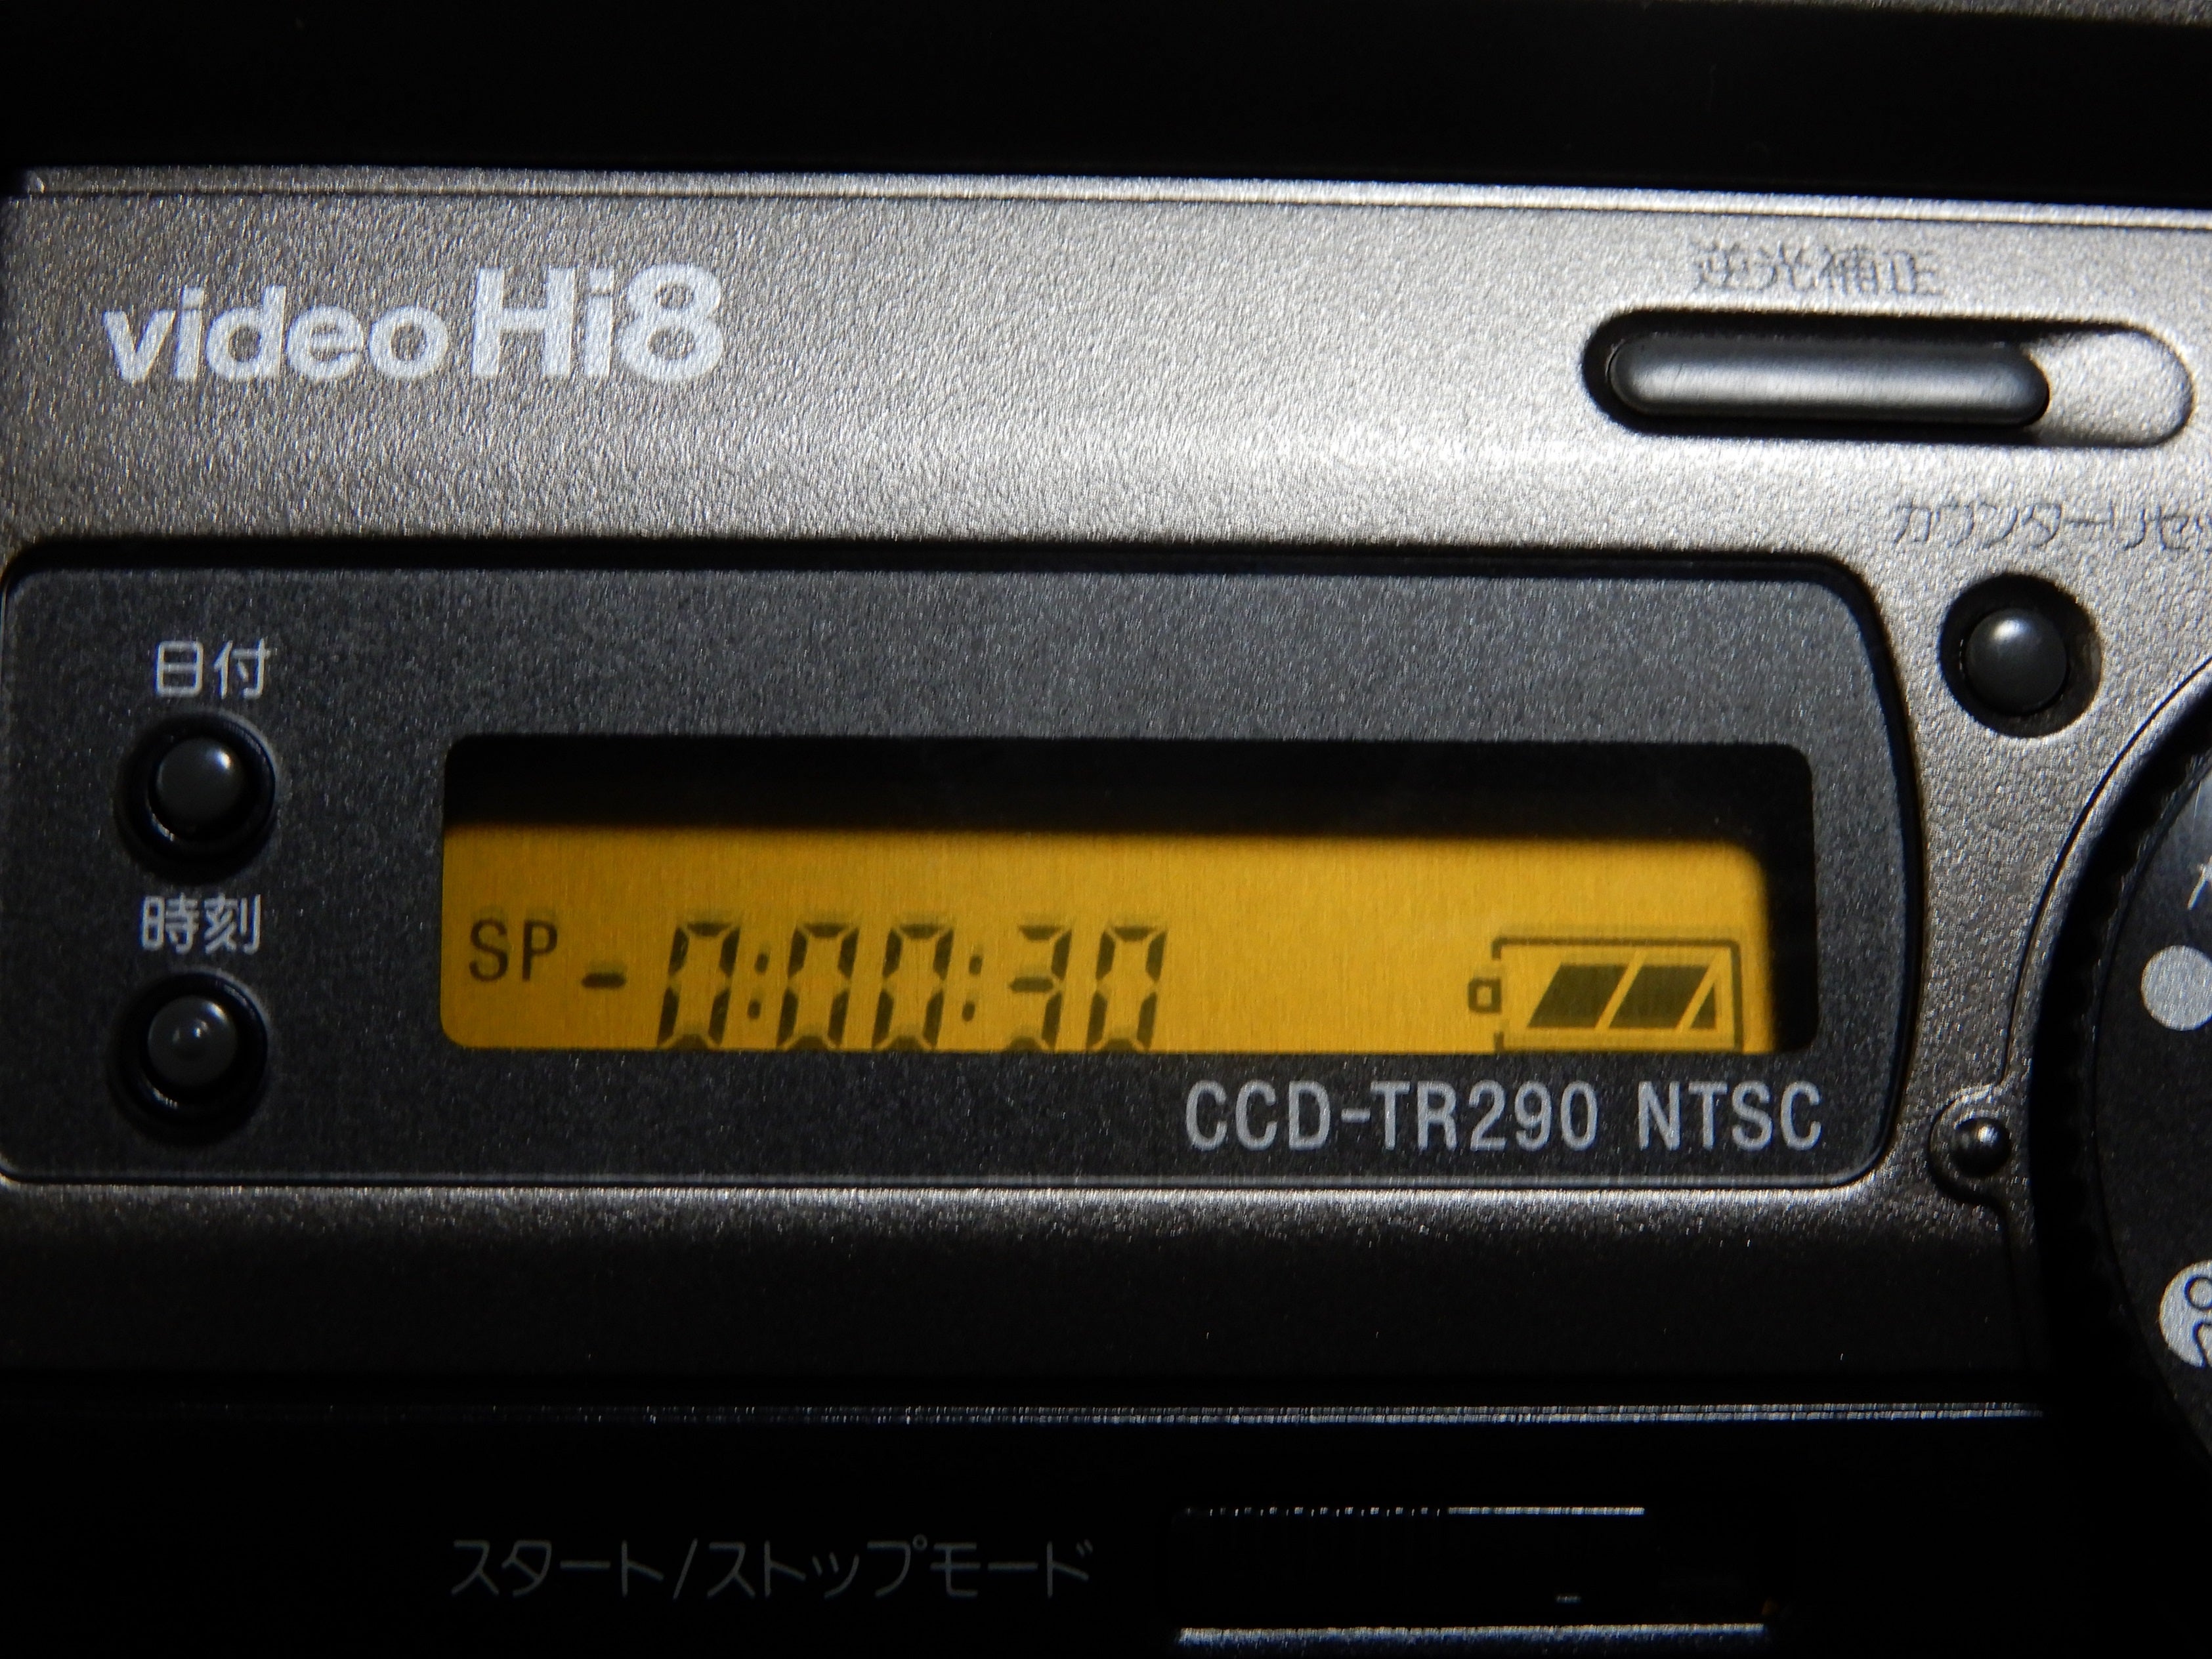 video Hi8
逆光補正
カウンターリセ
日付
時刻
SP -0:00:30
CCD-TR290 NTSC
スタート/ストップモード